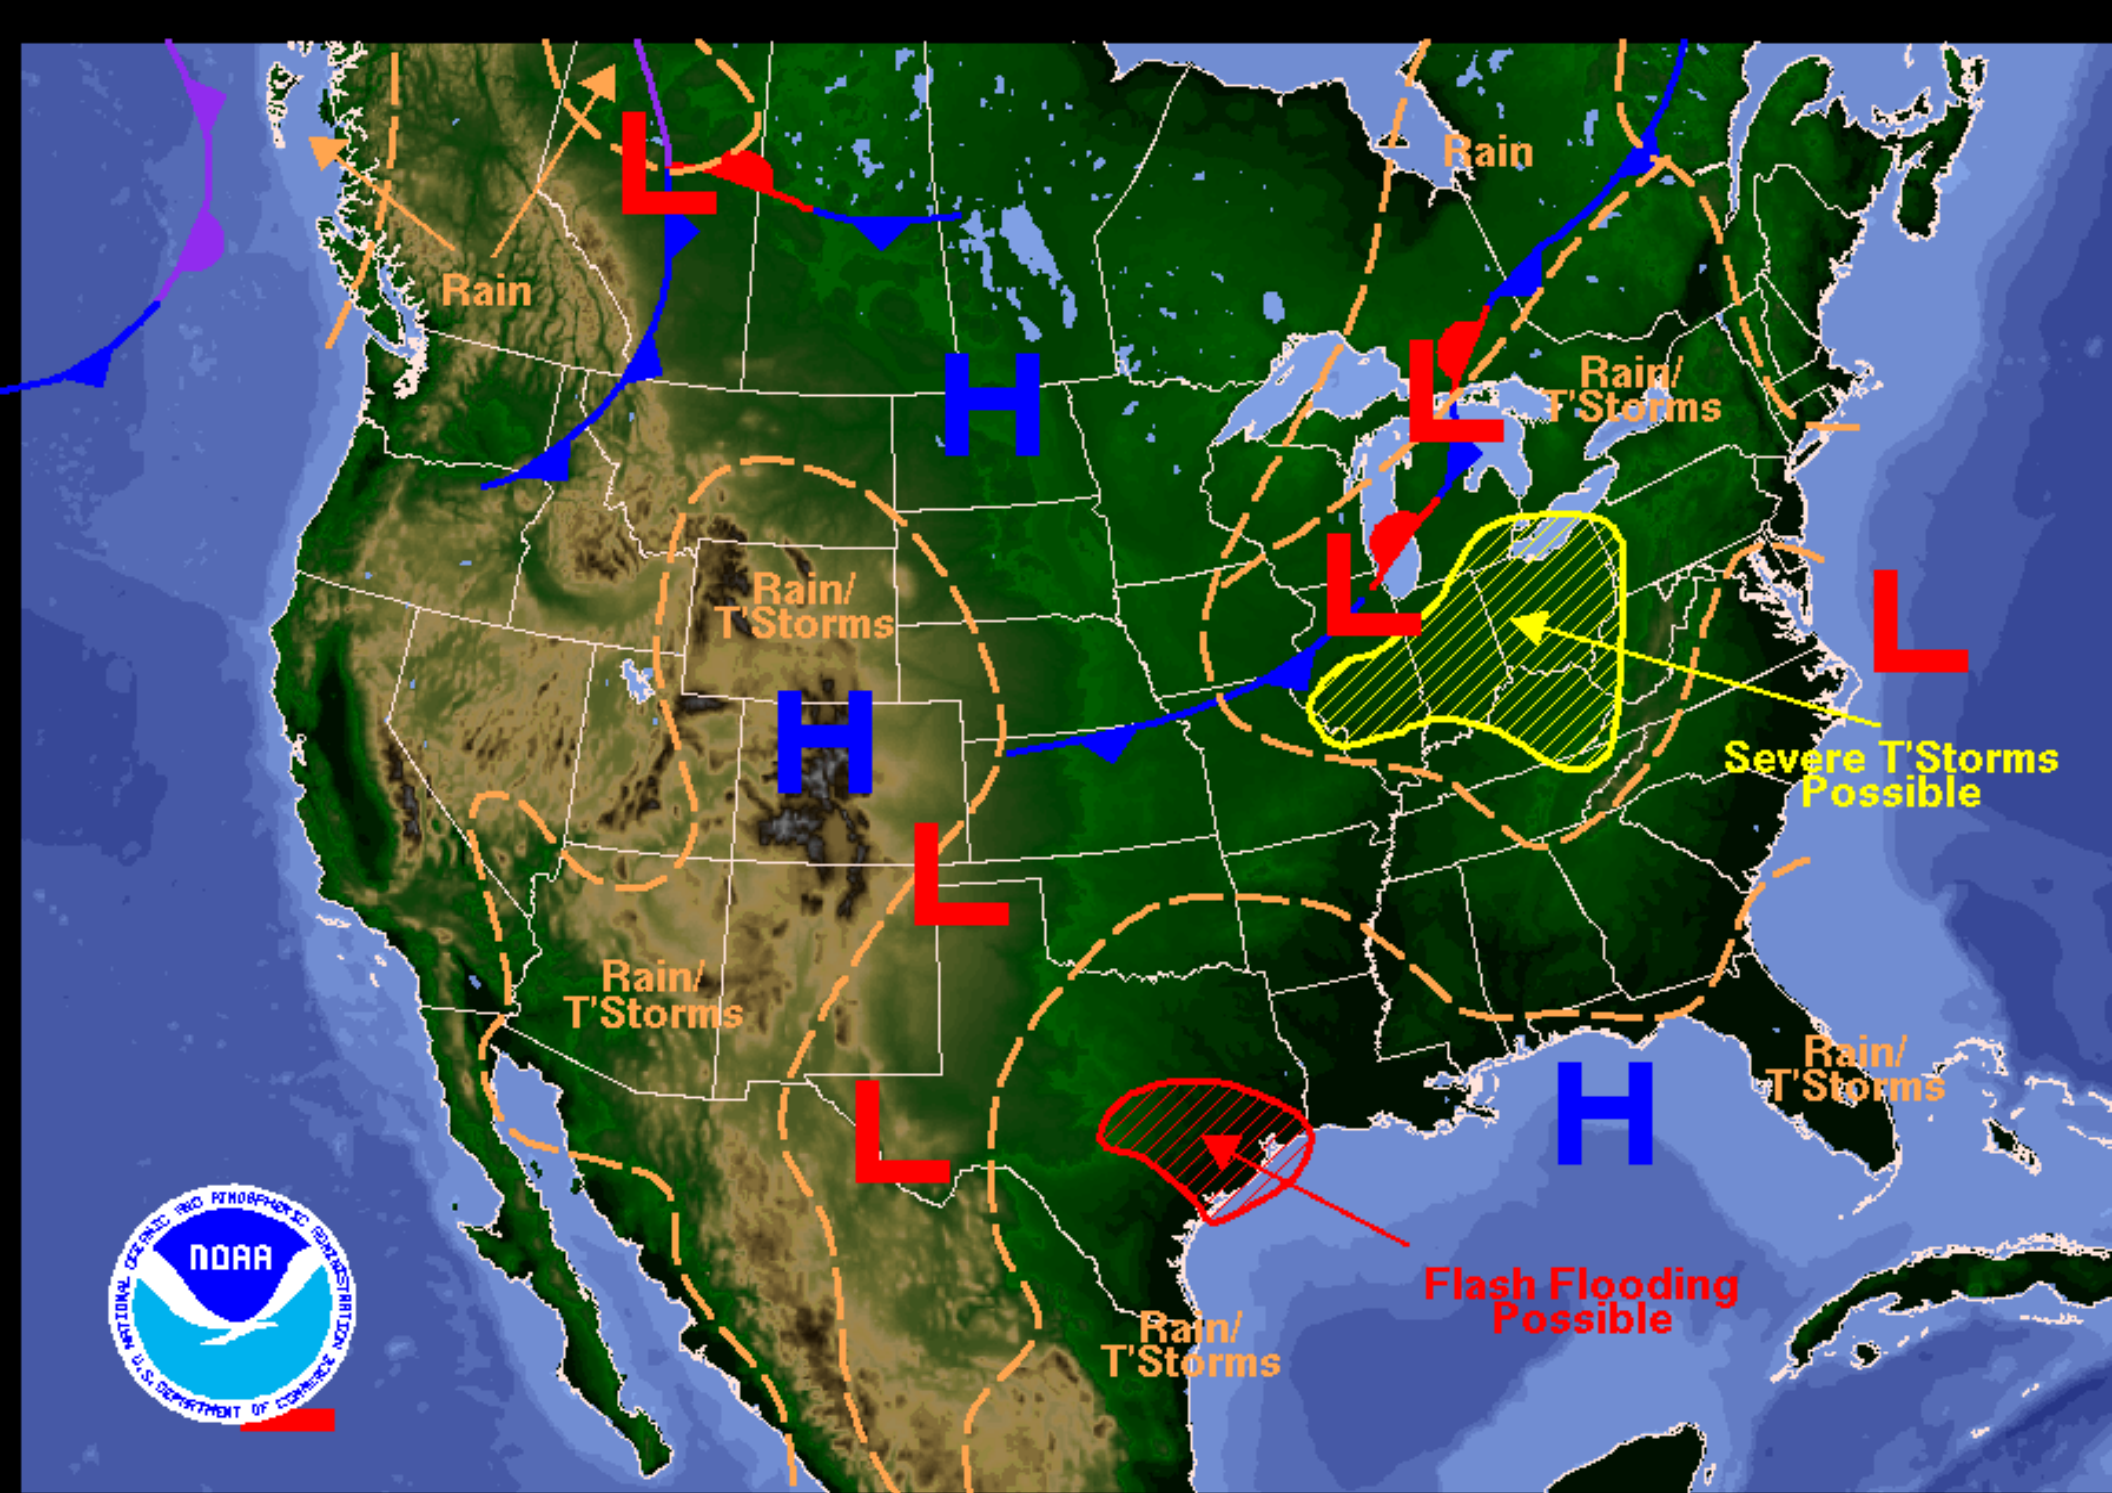 Rain
Rain
L
L
H
Rain/
T'Storms
L
Rain/
T'Storms
L
L
H
Severe T'Storms
Possible
L
Rain/
T'Storms
Rain/
T'Storms
H
L
NATIONAL OCEANIC AND ATMOSPHERIC ADMINISTRATION
NOAA
U.S. DEPARTMENT OF COMMERCE
Flash Flooding
Possible
Rain/
T'Storms